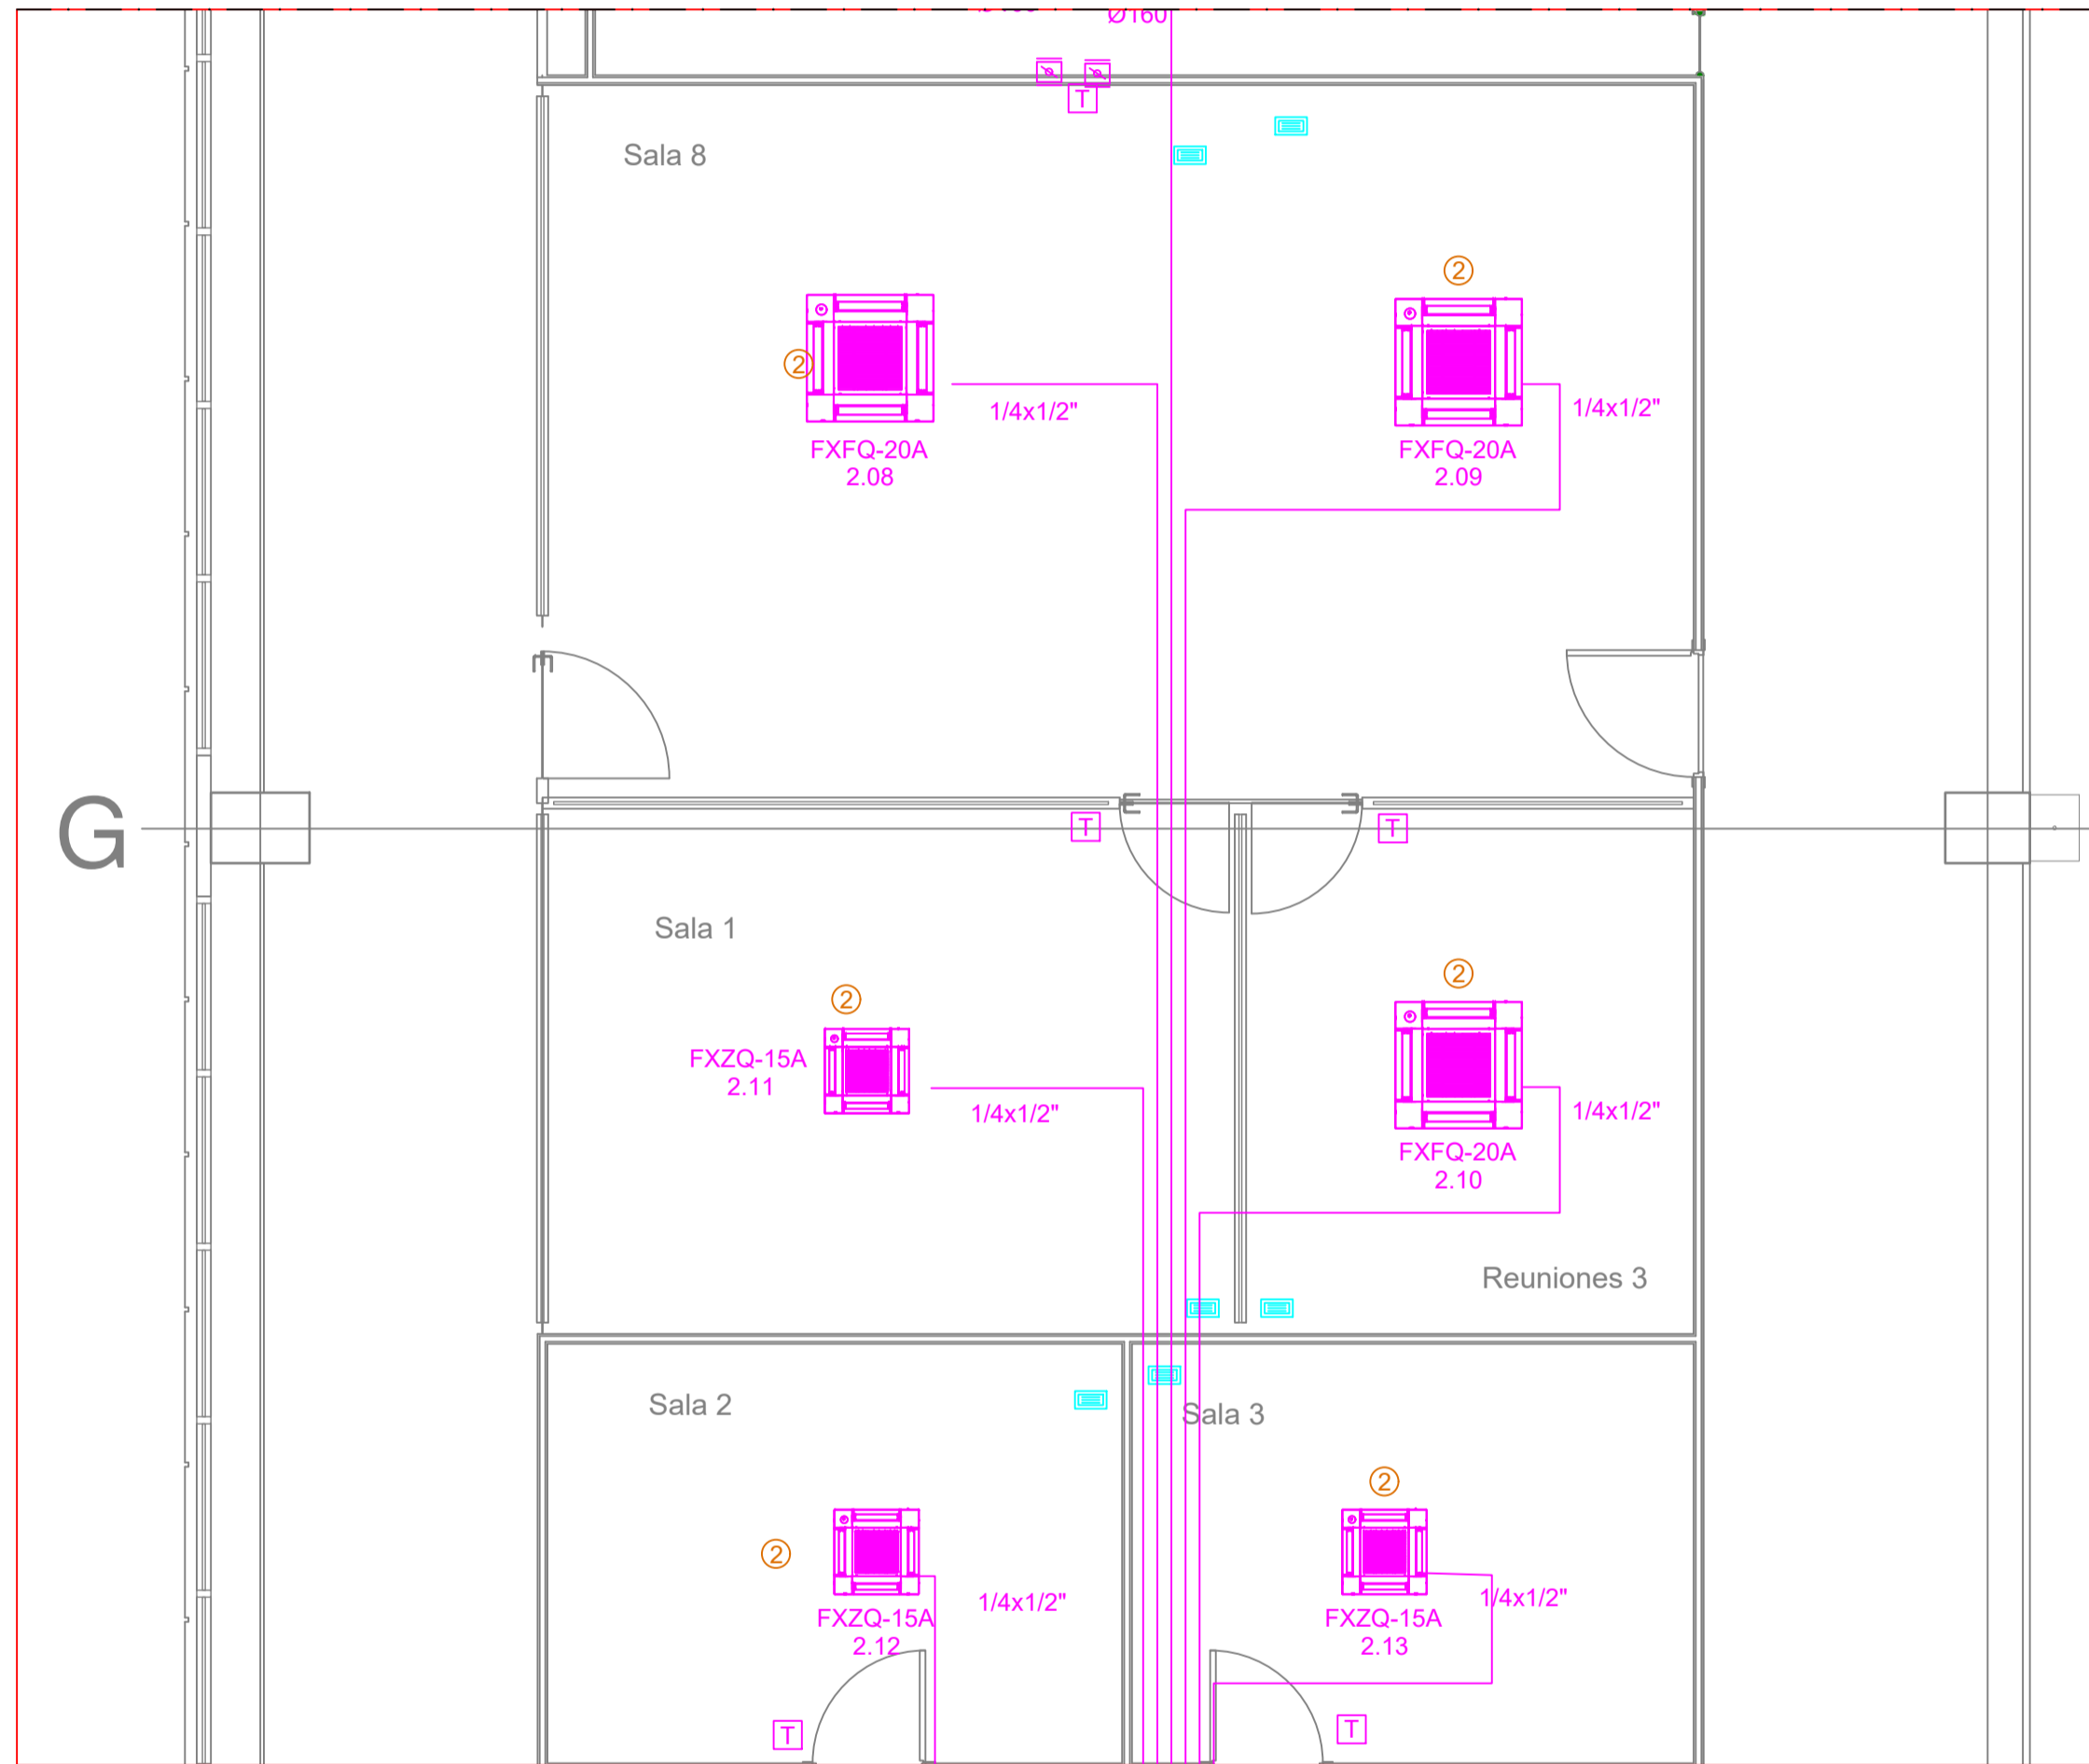 Ø160
T
Sala 8
2
2
1/4x1/2"
1/4x1/2"
FXFQ-20A
2.08
FXFQ-20A
2.09
G
T
T
Sala 1
2
2
FXZQ-15A
2.11
1/4x1/2"
1/4x1/2"
FXFQ-20A
2.10
Reuniones 3
Sala 2
Sala 3
2
2
1/4x1/2"
1/4x1/2"
FXZQ-15A
2.12
FXZQ-15A
2.13
T
T